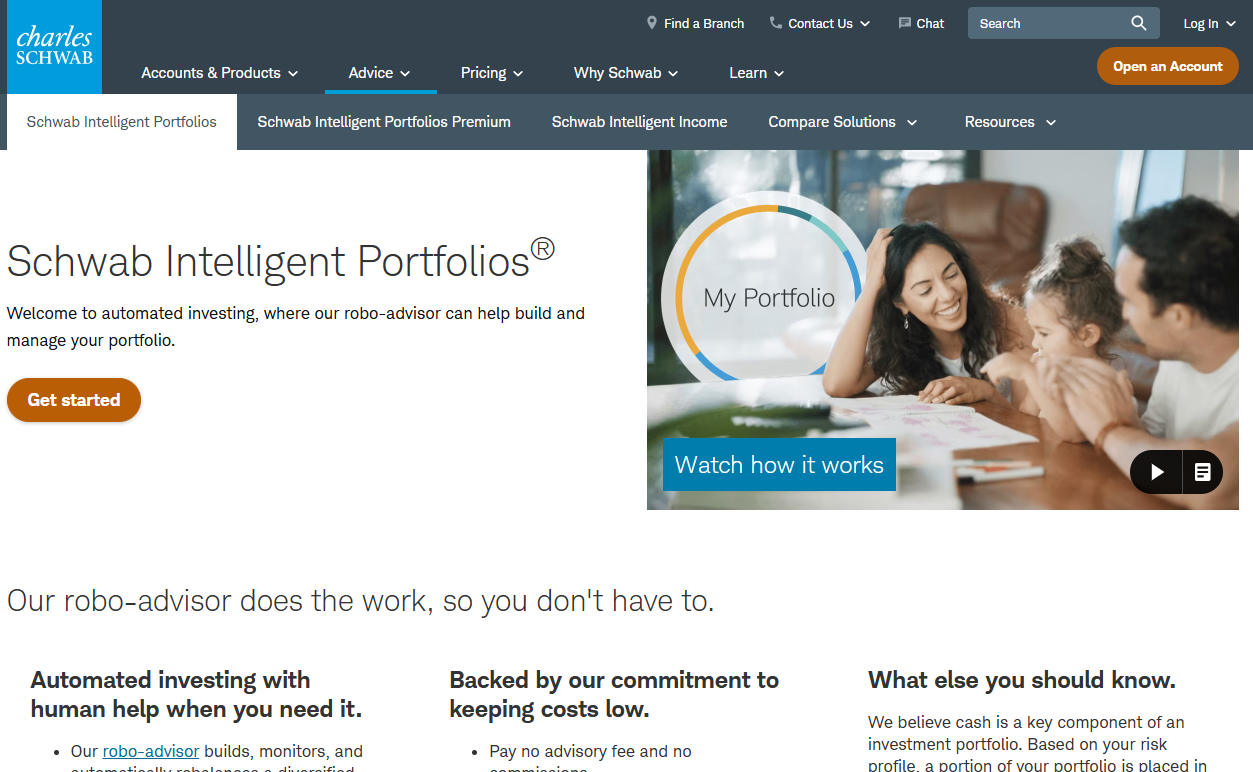 charles
SCHWAB
Find a Branch
Contact Us
Chat
Search
Log In
Accounts & Products
Advice
Pricing
Why Schwab
Learn
Open an Account
Schwab Intelligent Portfolios
Schwab Intelligent Portfolios Premium
Schwab Intelligent Income
Compare Solutions
Resources
Schwab Intelligent Portfolios®
Welcome to automated investing, where our robo-advisor can help build and
manage your portfolio.
Get started
My Portfolio
Watch how it works
Our robo-advisor does the work, so you don't have to.
Automated investing with
human help when you need it.
• Our robo-advisor builds, monitors, and
automatically rebalances a diversified
Backed by our commitment to
keeping costs low.
• Pay no advisory fee and no
commissions
What else you should know.
We believe cash is a key component of an
investment portfolio. Based on your risk
profile, a portion of your portfolio is placed in